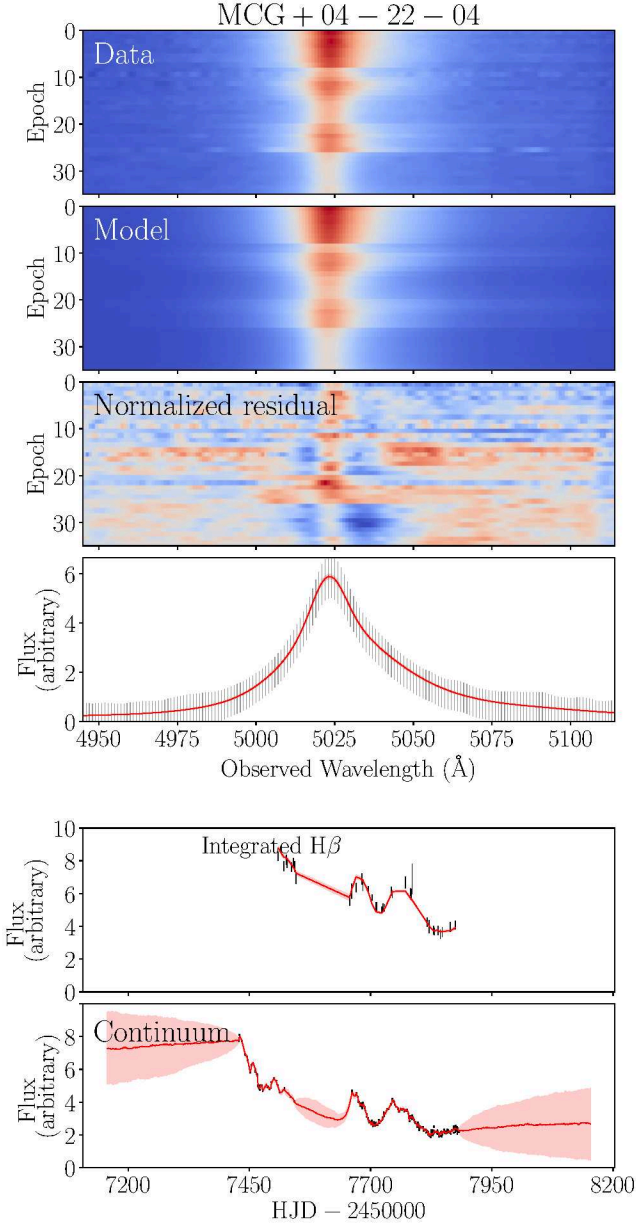 MCG + 04 − 22 − 04
0
Data
10
Epoch
20
30
0
Model
10
Epoch
20
30
0
Normalized residual
10
Epoch
20
30
6
4
Flux
(arbitrary)
2
0
4950 4975 5000 5025 5050 5075 5100
Observed Wavelength (Å)
10
Integrated Hβ
8
6
Flux
(arbitrary)
4
2
0
Continuum
8
6
Flux
(arbitrary)
4
2
0
7200 7450 7700 7950 8200
HJD − 2450000